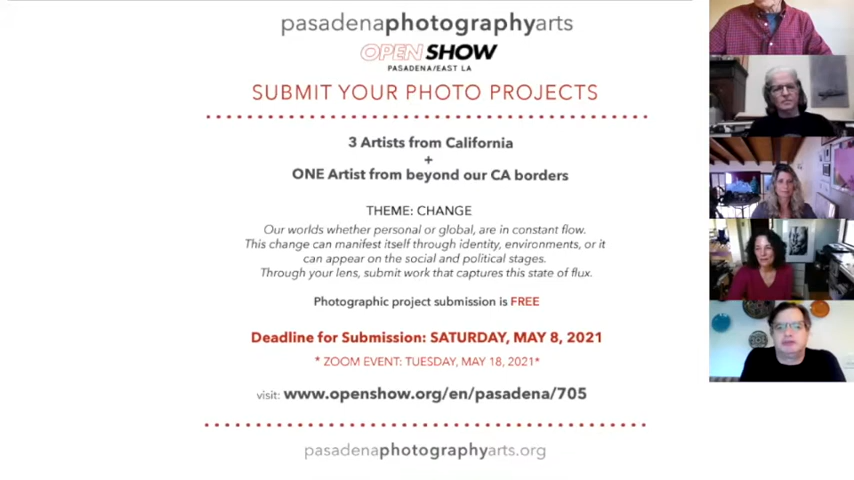 pasadenaphotographyarts
OPEN SHOW
PASADENA/EAST LA
SUBMIT YOUR PHOTO PROJECTS
3 Artists from California
+
ONE Artist from beyond our CA borders
THEME: CHANGE
Our worlds whether personal or global, are in constant flow.
This change can manifest itself through identity, environments, or it
can appear on the social and political stages.
Through your lens, submit work that captures this state of flux.
Photographic project submission is FREE
Deadline for Submission: SATURDAY, MAY 8, 2021
* ZOOM EVENT: TUESDAY, MAY 18, 2021*
visit: www.openshow.org/en/pasadena/705
pasadenaphotographyarts.org